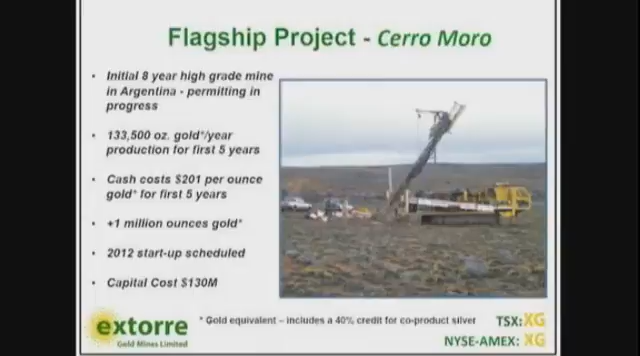 Flagship Project - Cerro Moro
• Initial 8 year high grade mine
in Argentina - permitting in
progress
• 133,500 oz. gold*/year
production for first 5 years
• Cash costs $201 per ounce
gold* for first 5 years
• +1 million ounces gold*
• 2012 start-up scheduled
• Capital Cost $130M
* Gold equivalent – includes a 40% credit for co-product silver
extorre
Gold Mines Limited
TSX:XG
NYSE-AMEX: XG